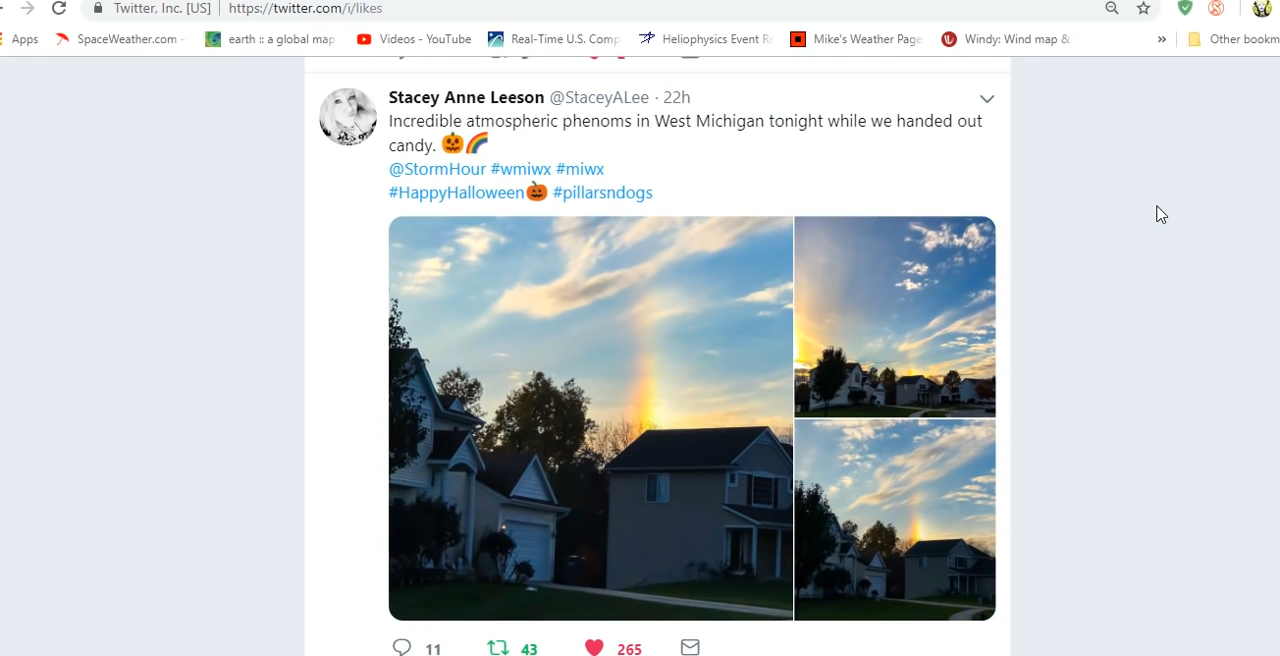 Twitter, Inc. [US] https://twitter.com/i/likes
Apps SpaceWeather.com earth :: a global map Videos - YouTube Real-Time U.S. Comp Heliophysics Event Re Mike's Weather Page Windy: Wind map & Other bookm
Stacey Anne Leeson @StaceyALee · 22h
Incredible atmospheric phenoms in West Michigan tonight while we handed out
candy. 🎃🌈
@StormHour #wmiwx #miwx
#HappyHalloween🎃 #pillarsndogs
11 43 265